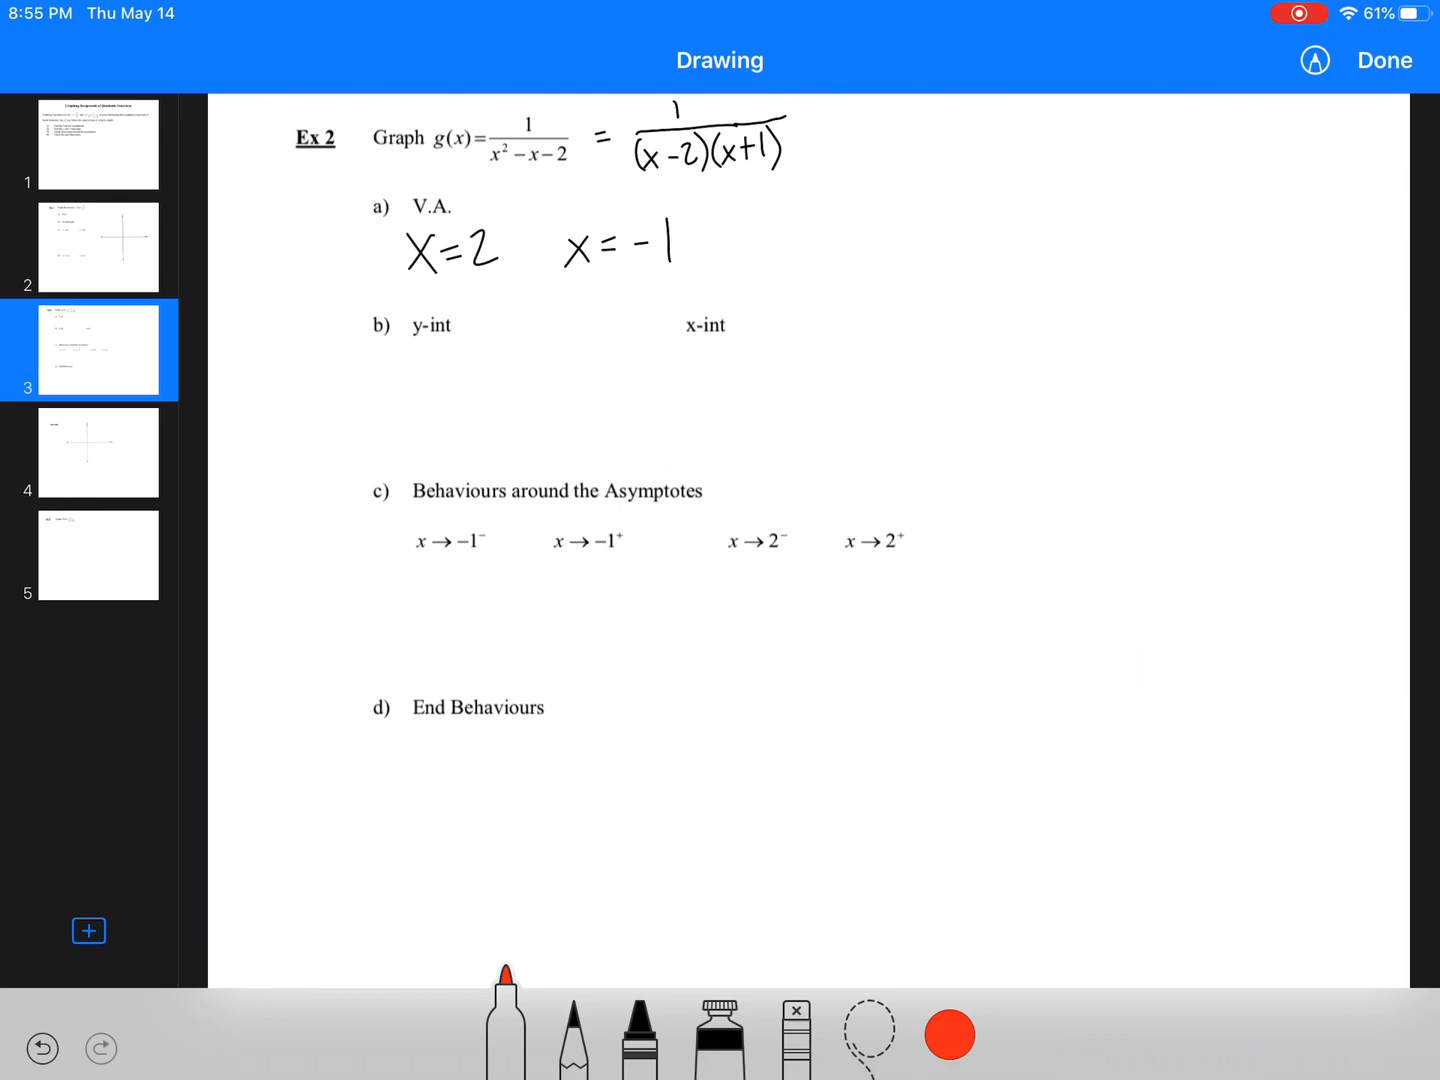 8:55 PM Thu May 14
61%
Drawing
Done
Ex 2 Graph g(x)=1/(x² −x−2) = 1/((x-2)(x+1))
a) V.A.
x=2 x=-1
b) y-int x-int
c) Behaviours around the Asymptotes
x→−1⁻ x→−1⁺ x→2⁻ x→2⁺
d) End Behaviours
1
2
3
4
5